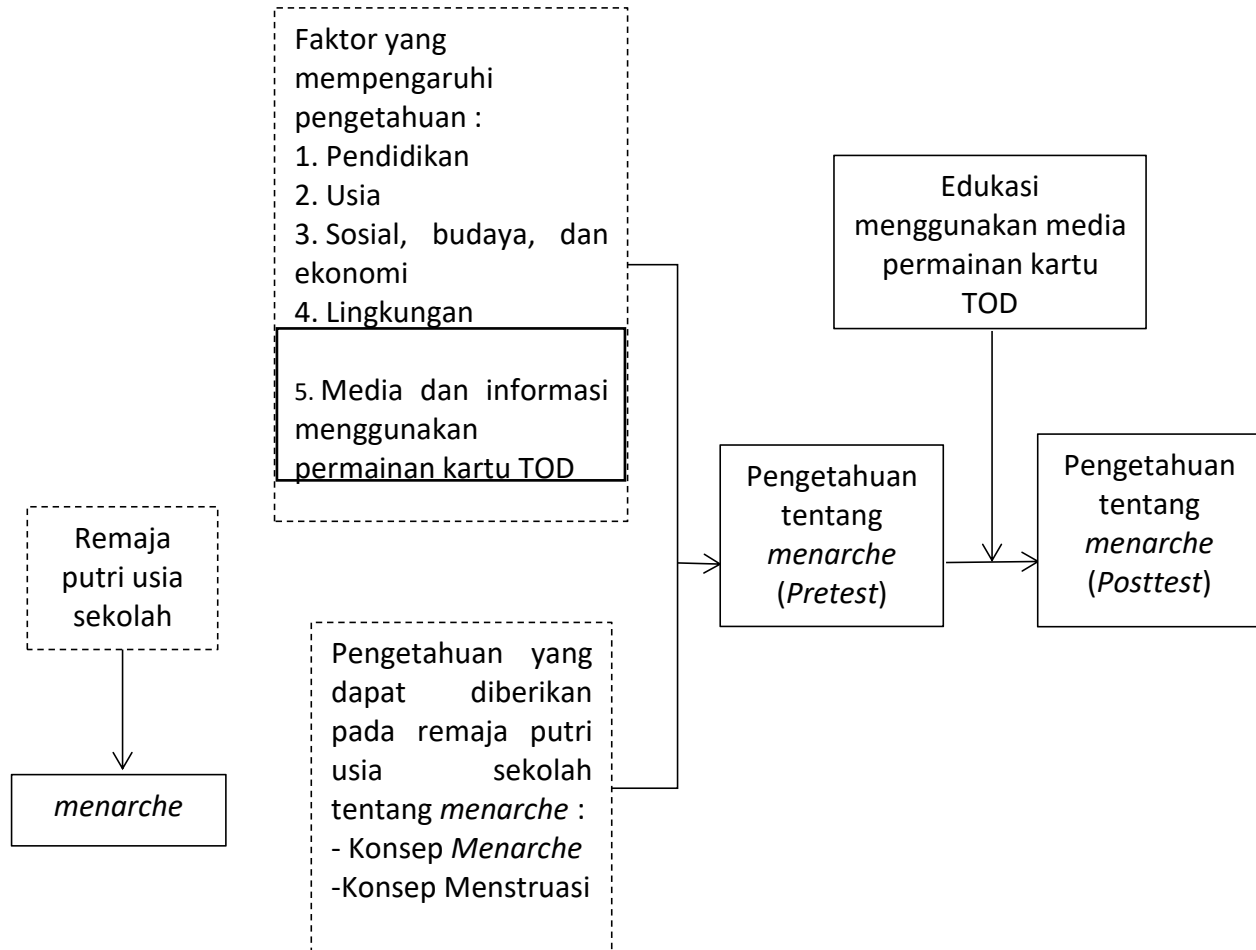 Faktor yang
mempengaruhi
pengetahuan :
1. Pendidikan
2. Usia
3. Sosial, budaya, dan
ekonomi
4. Lingkungan
5. Media dan informasi
menggunakan
permainan kartu TOD
Edukasi
menggunakan media
permainan kartu
TOD
Remaja
putri usia
sekolah
menarche
Pengetahuan yang
dapat diberikan
pada remaja putri
usia sekolah
tentang menarche :
- Konsep Menarche
-Konsep Menstruasi
Pengetahuan
tentang
menarche
(Pretest)
Pengetahuan
tentang
menarche
(Posttest)